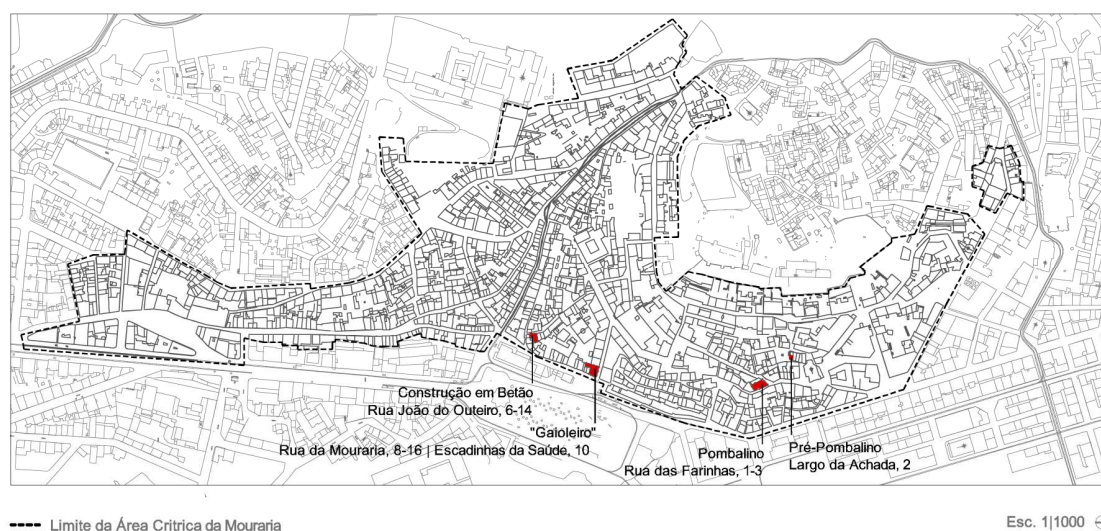 Construção em Betão
Rua João do Outeiro, 6-14
"Gaioleiro"
Rua da Mouraria, 8-16 | Escadinhas da Saúde, 10
Pombalino
Rua das Farinhas, 1-3
Pré-Pombalino
Largo da Achada, 2
Limite da Área Critrica da Mouraria
Esc. 1|1000